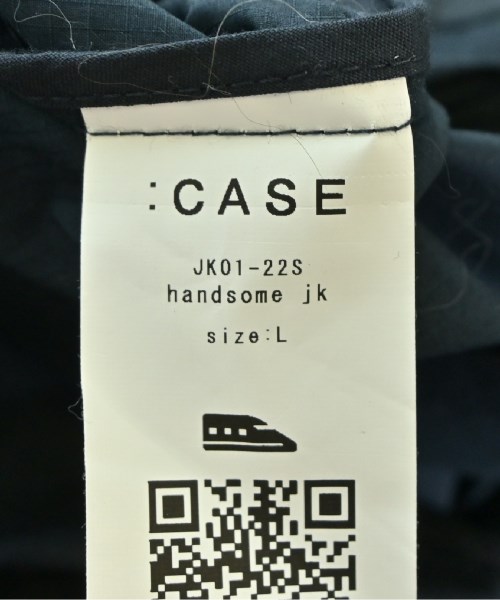 :CASE
JK01-22S
handsome jk
size:L